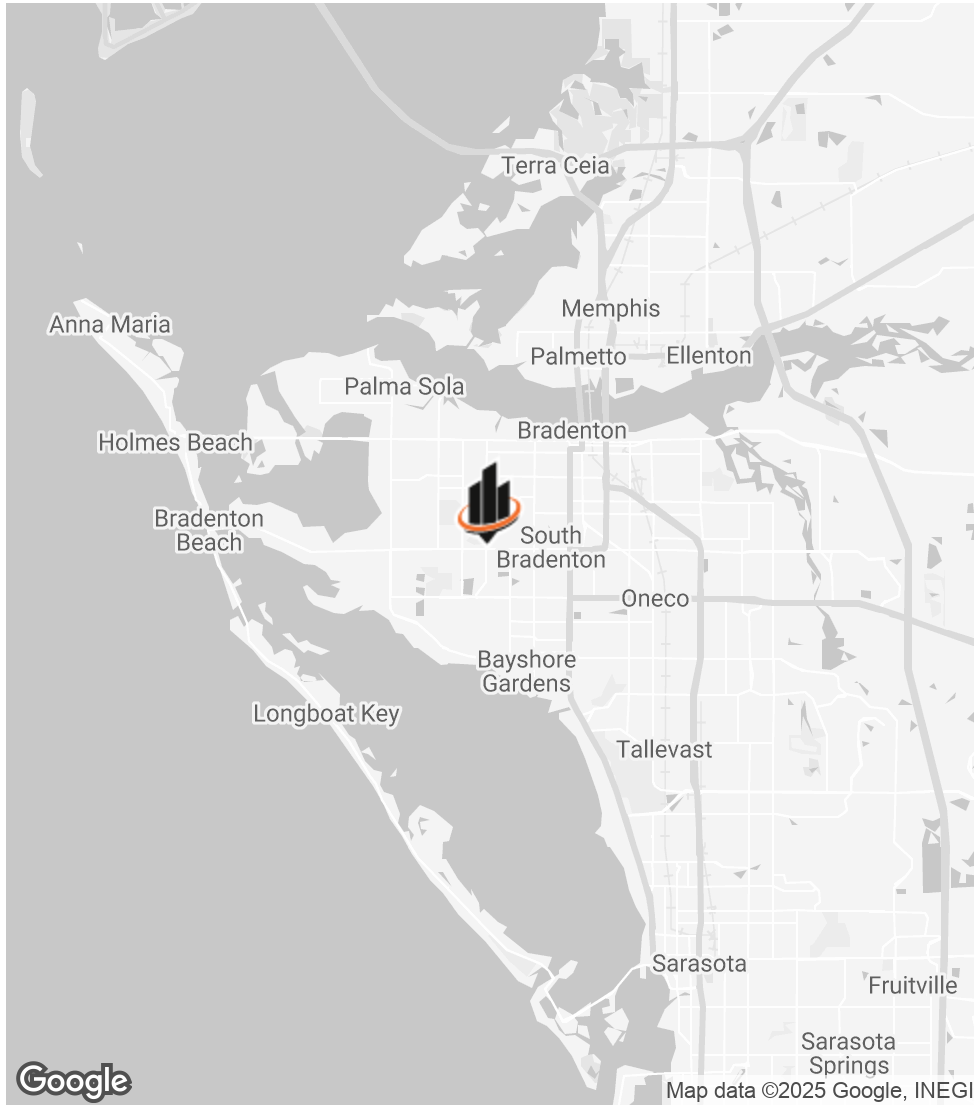 Terra Ceia
Memphis
Anna Maria
Palmetto
Ellenton
Palma Sola
Bradenton
Holmes Beach
Bradenton
Beach
South
Bradenton
Oneco
Bayshore
Gardens
Longboat Key
Tallevast
Sarasota
Fruitville
Sarasota
Springs
Google
Map data ©2025 Google, INEGI